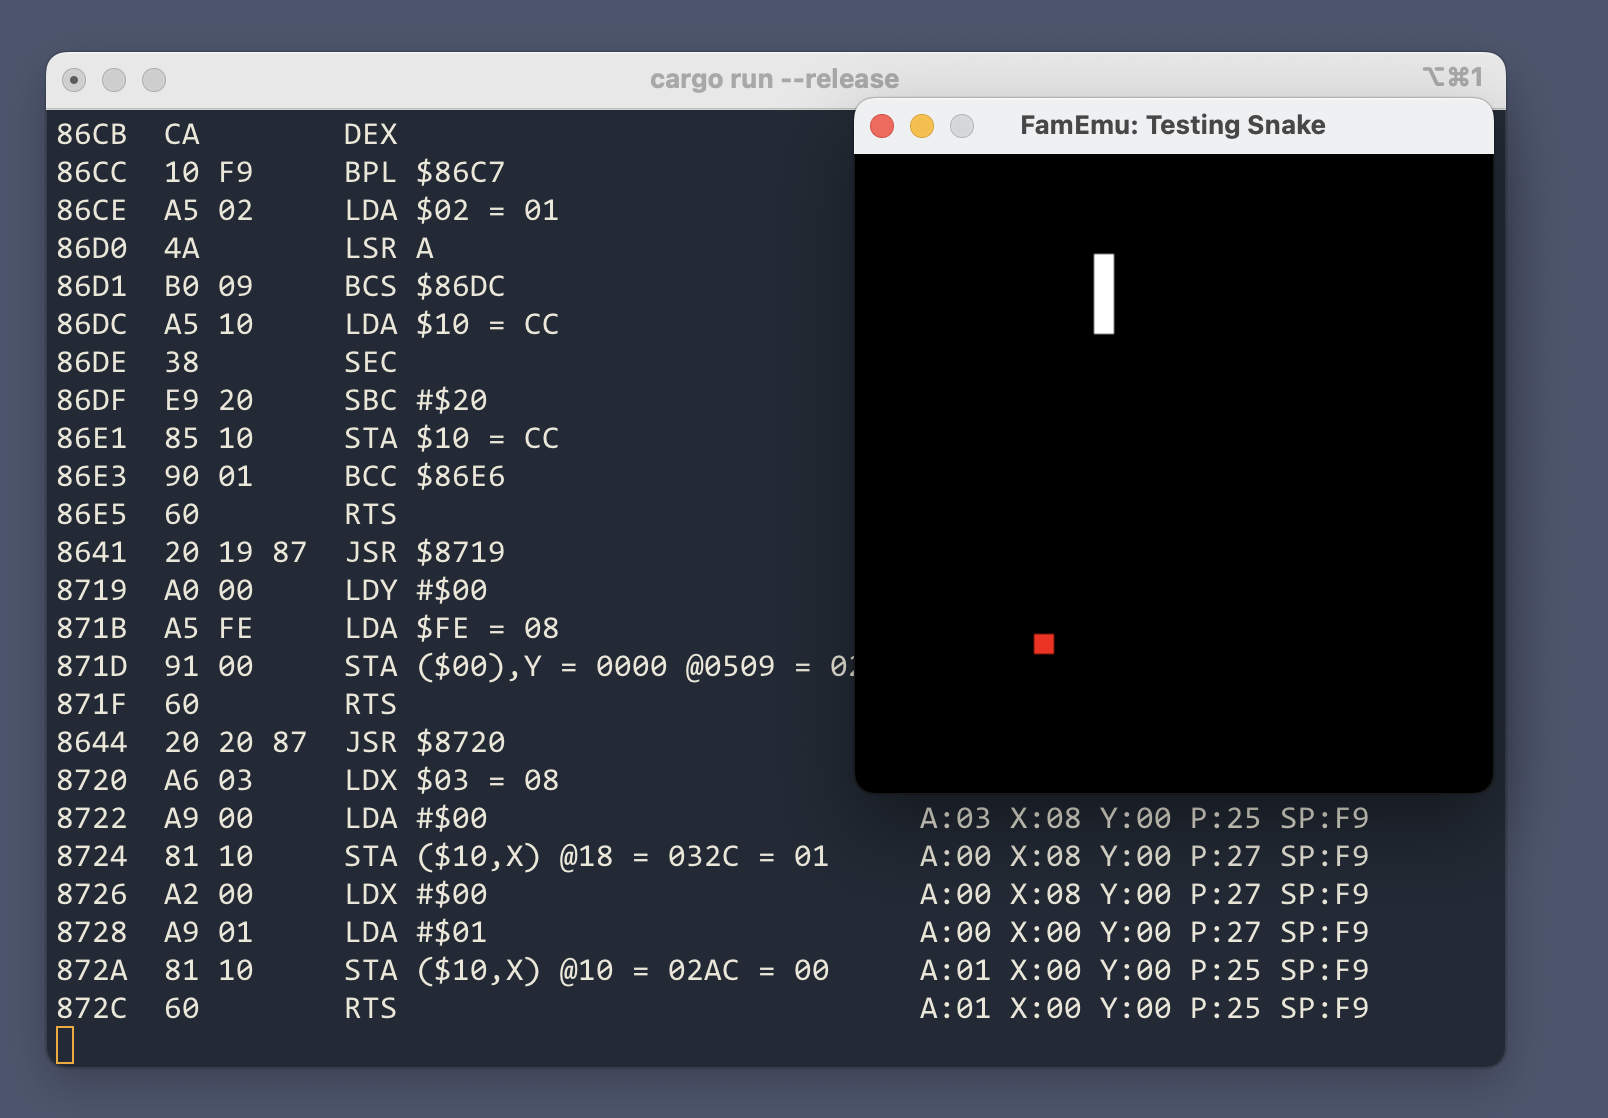 cargo run --release
⌥⌘1
FamEmu: Testing Snake
86CB  CA        DEX
86CC  10 F9     BPL $86C7
86CE  A5 02     LDA $02 = 01
86D0  4A        LSR A
86D1  B0 09     BCS $86DC
86DC  A5 10     LDA $10 = CC
86DE  38        SEC
86DF  E9 20     SBC #$20
86E1  85 10     STA $10 = CC
86E3  90 01     BCC $86E6
86E5  60        RTS
8641  20 19 87  JSR $8719
8719  A0 00     LDY #$00
871B  A5 FE     LDA $FE = 08
871D  91 00     STA ($00),Y = 0000 @0509 = 02
871F  60        RTS
8644  20 20 87  JSR $8720
8720  A6 03     LDX $03 = 08
8722  A9 00     LDA #$00                        A:03 X:08 Y:00 P:25 SP:F9
8724  81 10     STA ($10,X) @18 = 032C = 01     A:00 X:08 Y:00 P:27 SP:F9
8726  A2 00     LDX #$00                        A:00 X:08 Y:00 P:27 SP:F9
8728  A9 01     LDA #$01                        A:00 X:00 Y:00 P:27 SP:F9
872A  81 10     STA ($10,X) @10 = 02AC = 00     A:01 X:00 Y:00 P:25 SP:F9
872C  60        RTS                             A:01 X:00 Y:00 P:25 SP:F9